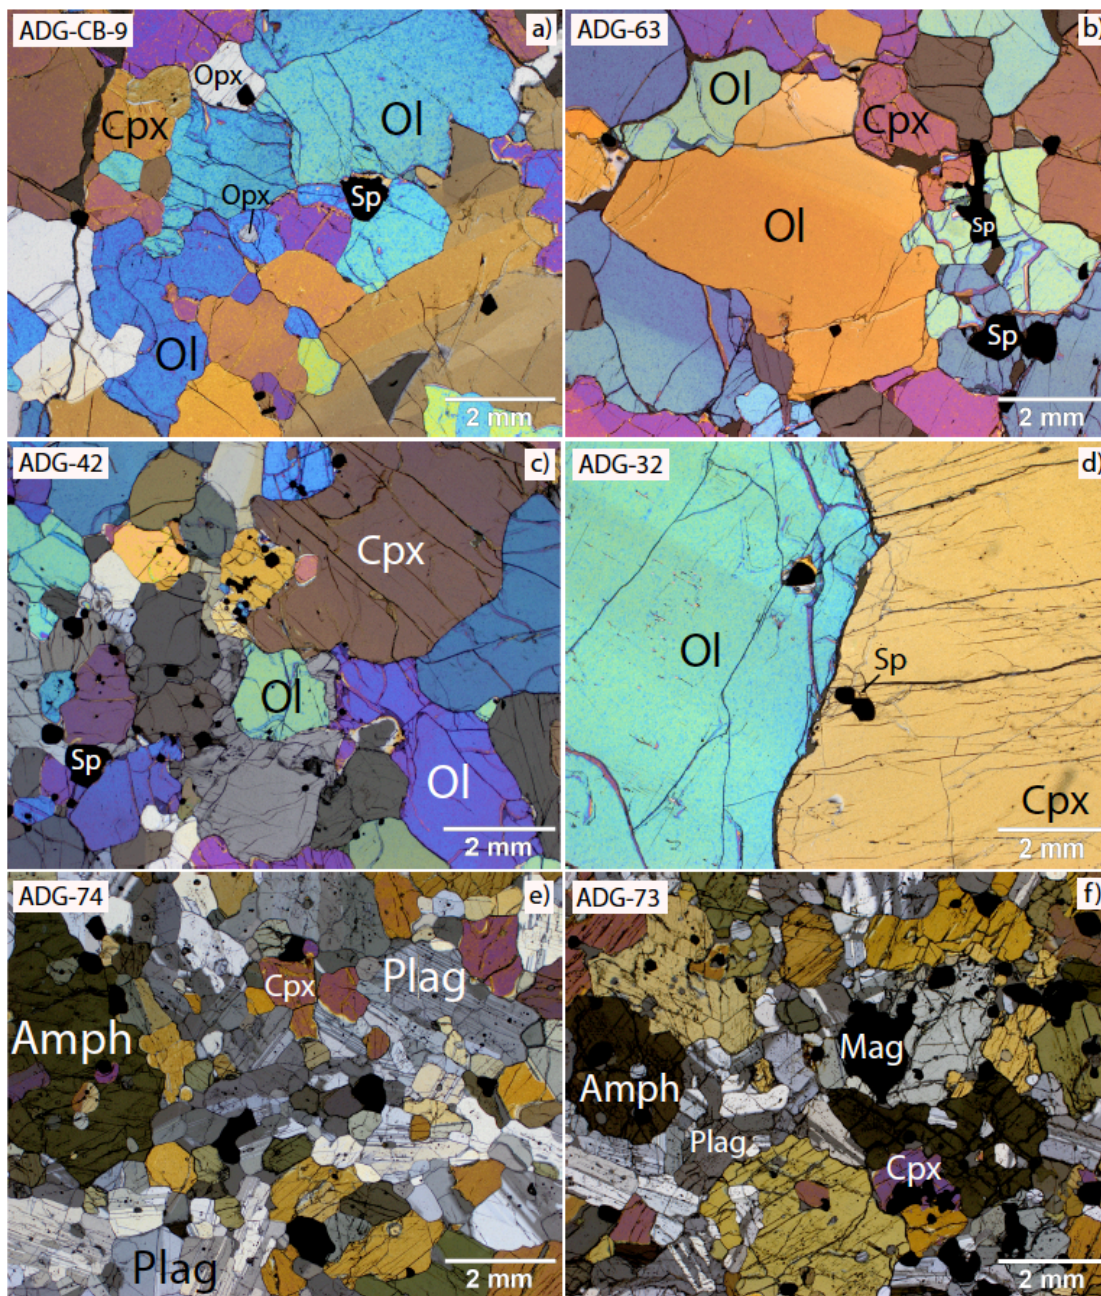 ADG-CB-9
a)
Opx
Cpx
Ol
Opx
Sp
Ol
2 mm
ADG-63
b)
Ol
Cpx
Ol
Sp
Sp
2 mm
ADG-42
c)
Cpx
Ol
Sp
Ol
2 mm
ADG-32
d)
Ol
Sp
Cpx
2 mm
ADG-74
e)
Cpx
Plag
Amph
Plag
2 mm
ADG-73
f)
Mag
Amph
Plag
Cpx
2 mm